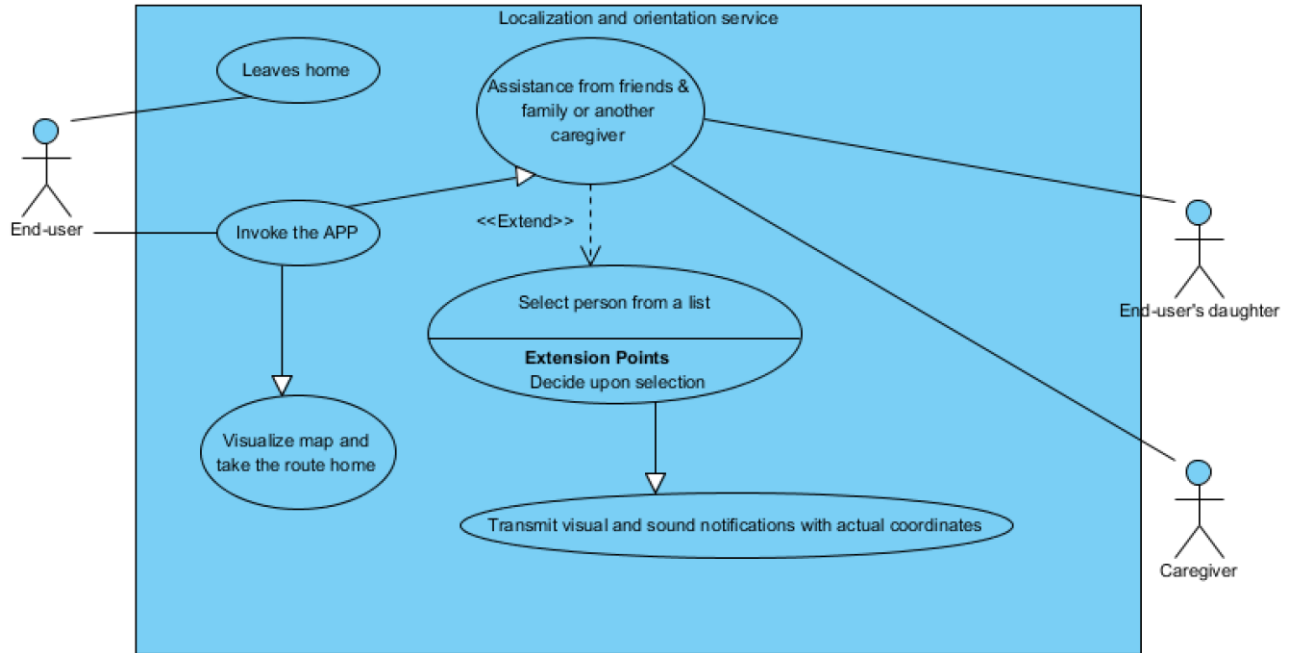 Localization and orientation service
Leaves home
Assistance from friends &
family or another
caregiver
End-user
Invoke the APP
<<Extend>>
Select person from a list
Extension Points
Decide upon selection
End-user's daughter
Visualize map and
take the route home
Transmit visual and sound notifications with actual coordinates
Caregiver